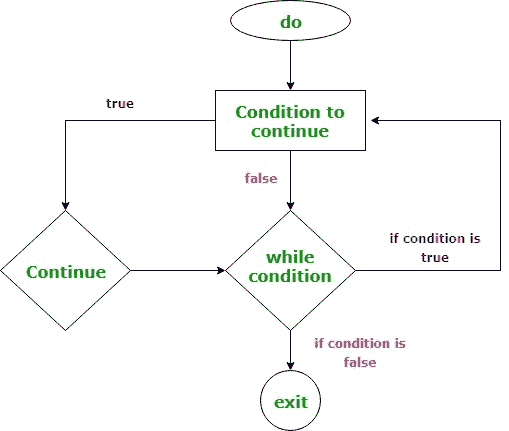 do
true
Condition to
continue
false
Continue
while
condition
if condition is
true
if condition is
false
exit